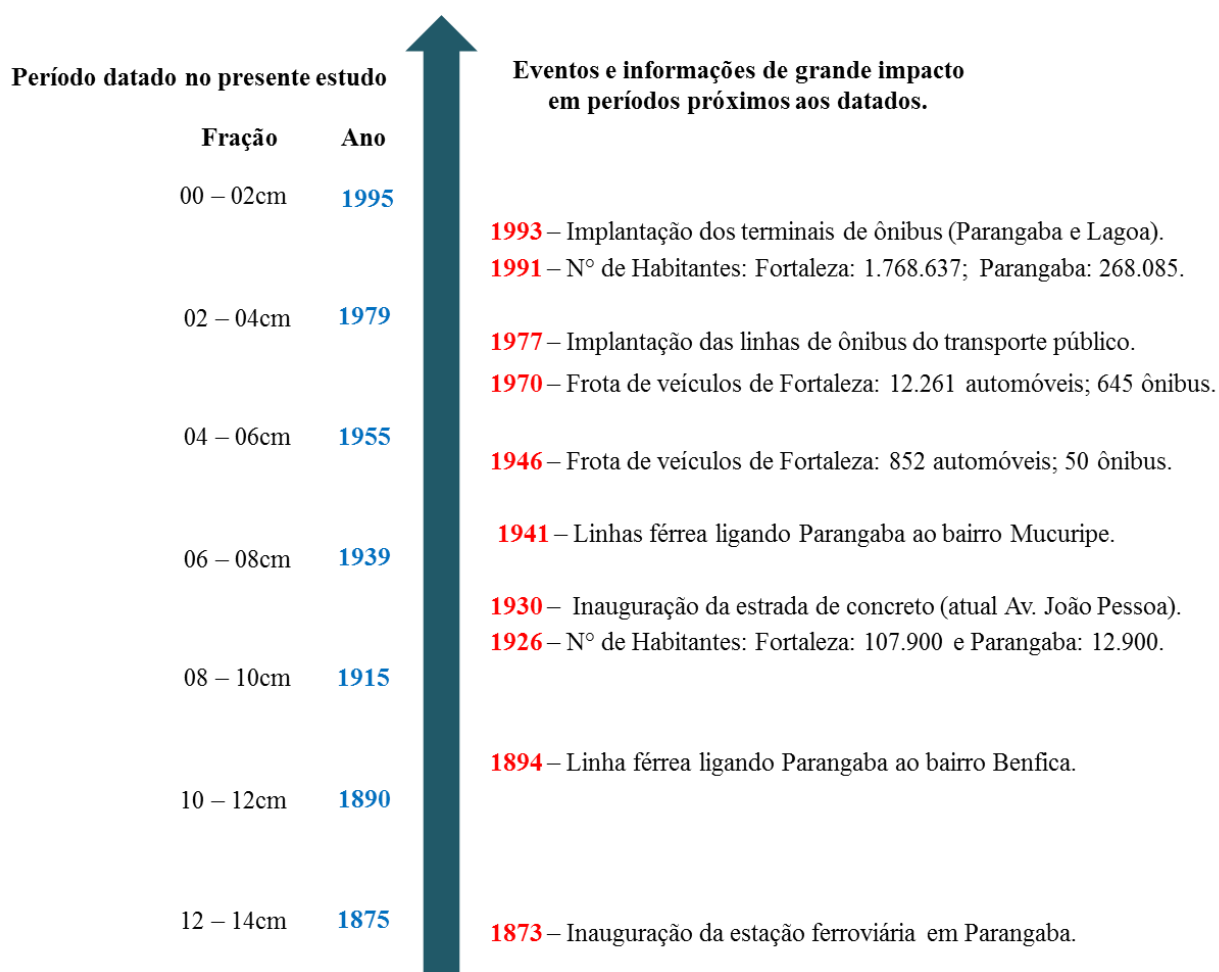 Período datado no presente estudo
Fração Ano
00 – 02cm 1995
02 – 04cm 1979
04 – 06cm 1955
06 – 08cm 1939
08 – 10cm 1915
10 – 12cm 1890
12 – 14cm 1875
Eventos e informações de grande impacto
em períodos próximos aos datados.
1993 – Implantação dos terminais de ônibus (Parangaba e Lagoa).
1991 – N° de Habitantes: Fortaleza: 1.768.637; Parangaba: 268.085.
1977 – Implantação das linhas de ônibus do transporte público.
1970 – Frota de veículos de Fortaleza: 12.261 automóveis; 645 ônibus.
1946 – Frota de veículos de Fortaleza: 852 automóveis; 50 ônibus.
1941 – Linhas férrea ligando Parangaba ao bairro Mucuripe.
1930 – Inauguração da estrada de concreto (atual Av. João Pessoa).
1926 – N° de Habitantes: Fortaleza: 107.900 e Parangaba: 12.900.
1894 – Linha férrea ligando Parangaba ao bairro Benfica.
1873 – Inauguração da estação ferroviária em Parangaba.